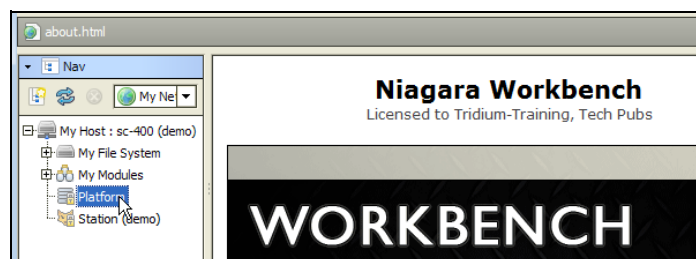 about.html
Nav
My Ne
My Host : sc-400 (demo)
My File System
My Modules
Platform
Station (demo)
Niagara Workbench
Licensed to Tridium-Training, Tech Pubs
WORKBENCH